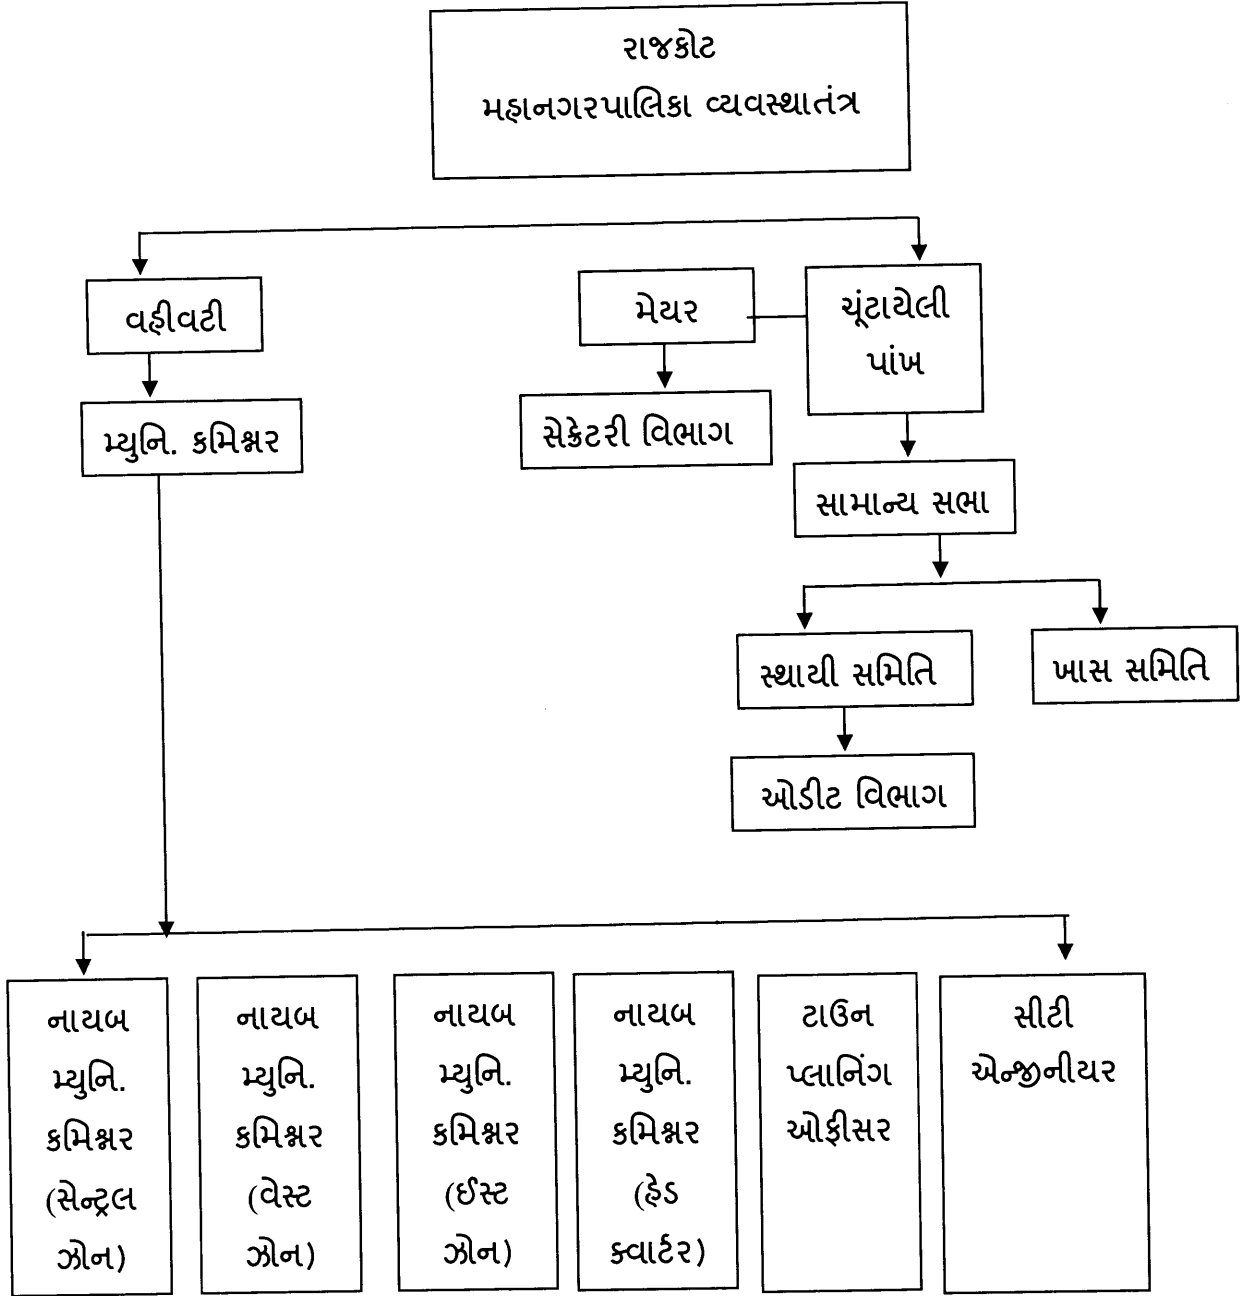 રાજકોટ
મહાનગરપાલિકા વ્યવસ્થાતંત્ર
વહીવટી
મેયર
ચૂંટાયેલી
પાંખ
મ્યુનિ. કમિશ્નર
સેક્રેટરી વિભાગ
સામાન્ય સભા
સ્થાયી સમિતિ
ખાસ સમિતિ
ઓડીટ વિભાગ
નાયબ
મ્યુનિ.
કમિશ્નર
(સેન્ટ્રલ
ઝોન)
નાયબ
મ્યુનિ.
કમિશ્નર
(વેસ્ટ
ઝોન)
નાયબ
મ્યુનિ.
કમિશ્નર
(ઈસ્ટ
ઝોન)
નાયબ
મ્યુનિ.
કમિશ્નર
(હેડ
ક્વાર્ટર)
ટાઉન
પ્લાનિંગ
ઓફીસર
સીટી
એન્જીનીયર